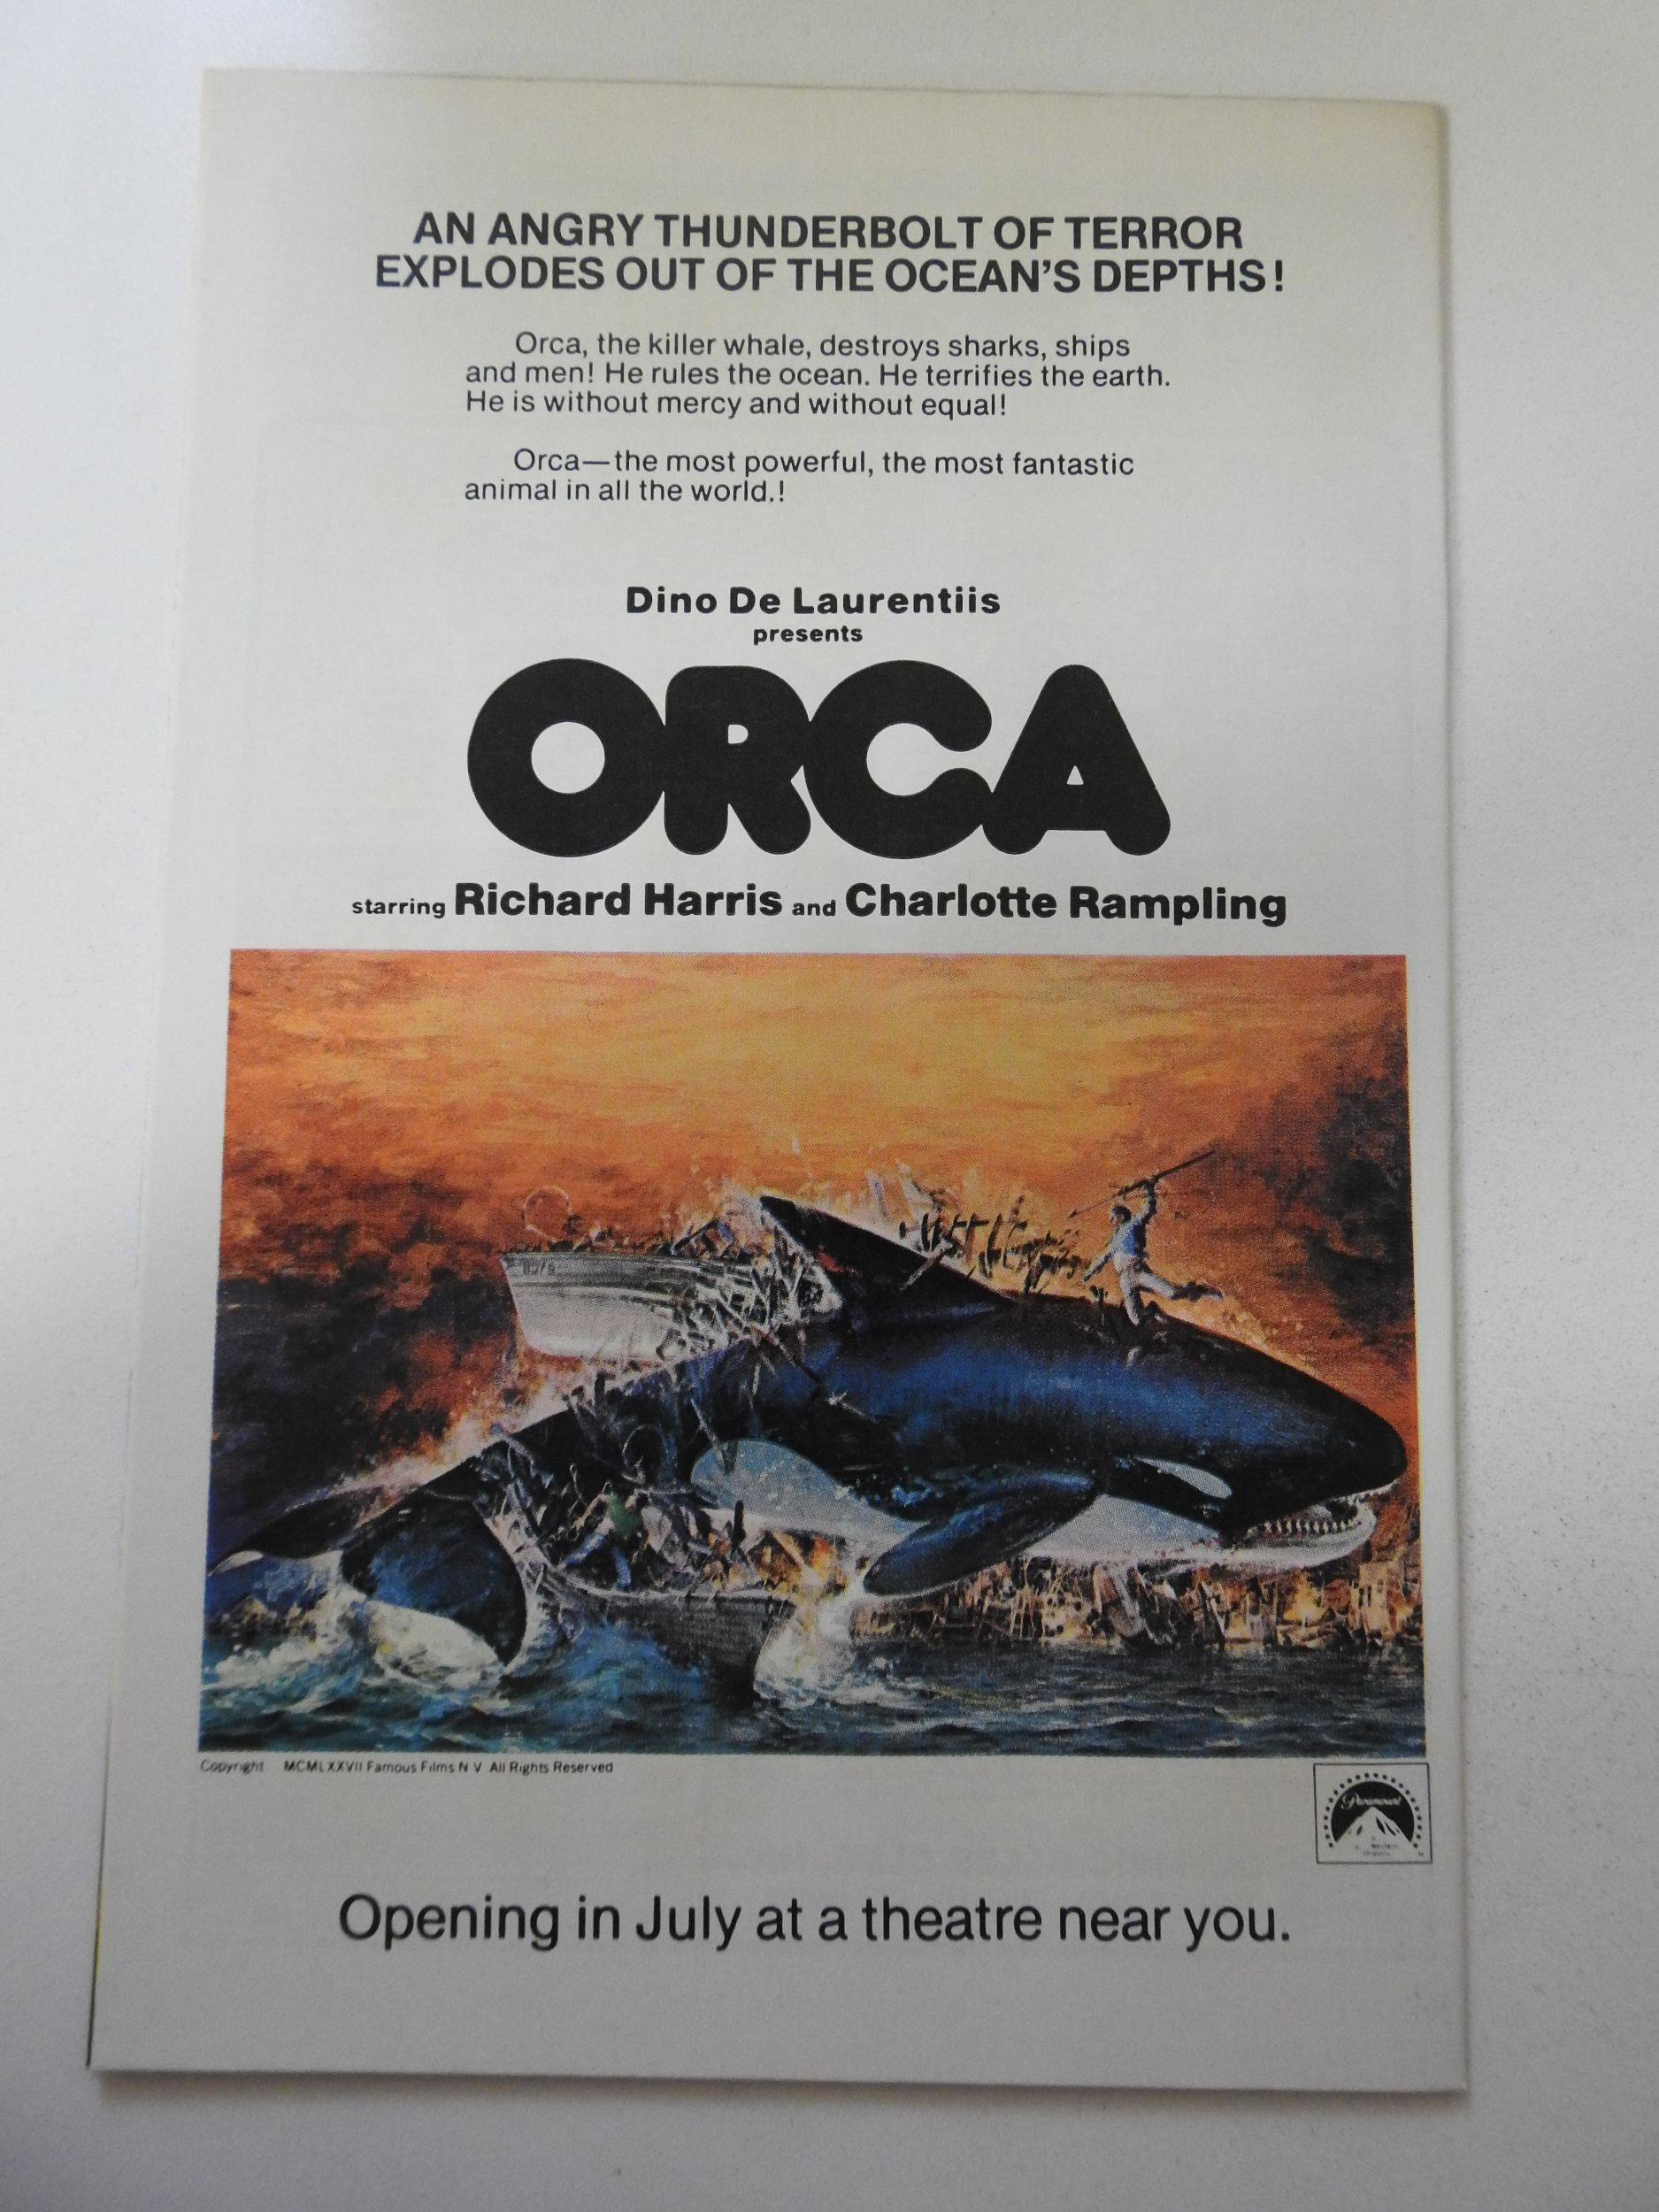 AN ANGRY THUNDERBOLT OF TERROR
EXPLODES OUT OF THE OCEAN'S DEPTHS!
Orca, the killer whale, destroys sharks, ships
and men! He rules the ocean. He terrifies the earth.
He is without mercy and without equal!
Orca—the most powerful, the most fantastic
animal in all the world.!
Dino De Laurentiis
presents
ORCA
starring Richard Harris and Charlotte Rampling
Copyright MCMLXXVII Famous Films N V All Rights Reserved
Paramount
Opening in July at a theatre near you.